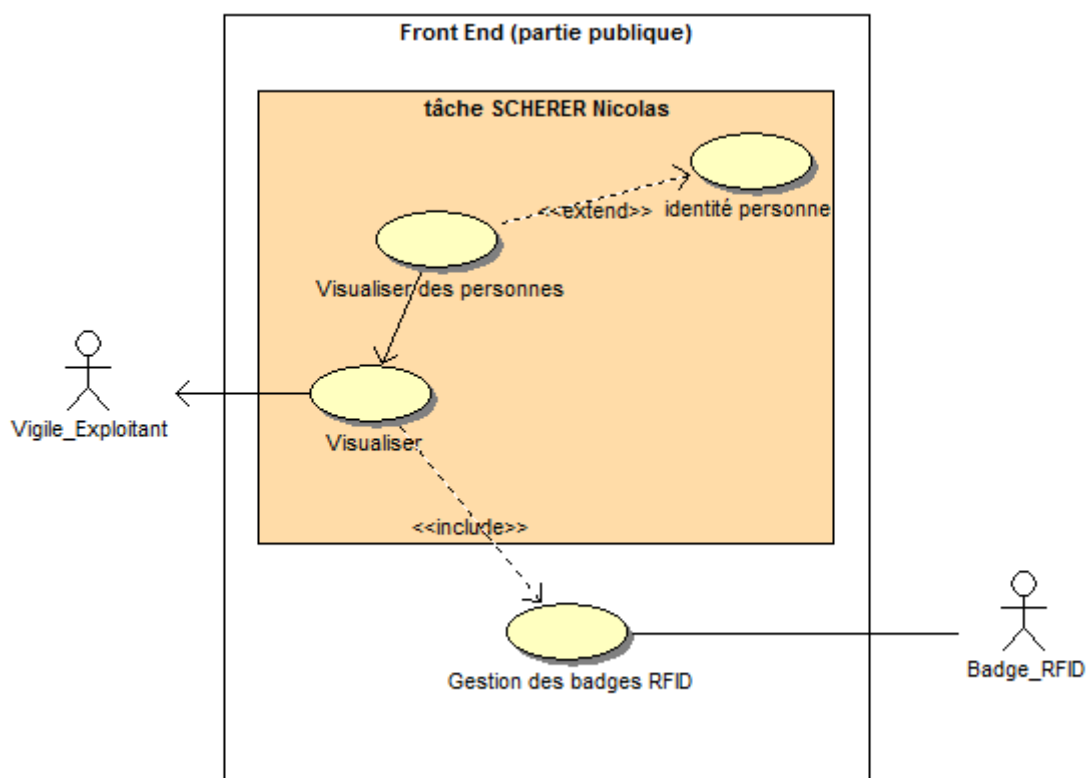 Front End (partie publique)
tâche SCHERER Nicolas
<<extend>>
identité personne
Visualiser des personnes
Vigile_Exploitant
Visualiser
<<include>>
Gestion des badges RFID
Badge_RFID